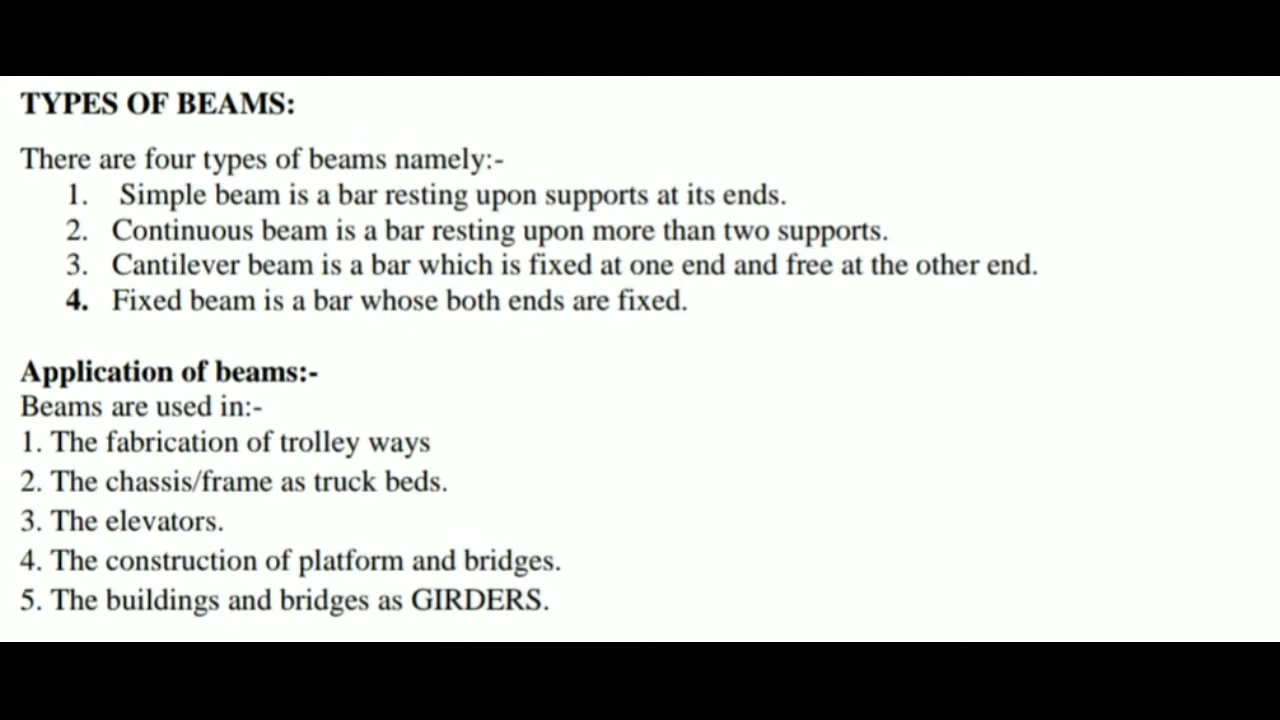 TYPES OF BEAMS:
There are four types of beams namely:-
1. Simple beam is a bar resting upon supports at its ends.
2. Continuous beam is a bar resting upon more than two supports.
3. Cantilever beam is a bar which is fixed at one end and free at the other end.
4. Fixed beam is a bar whose both ends are fixed.
Application of beams:-
Beams are used in:-
1. The fabrication of trolley ways
2. The chassis/frame as truck beds.
3. The elevators.
4. The construction of platform and bridges.
5. The buildings and bridges as GIRDERS.